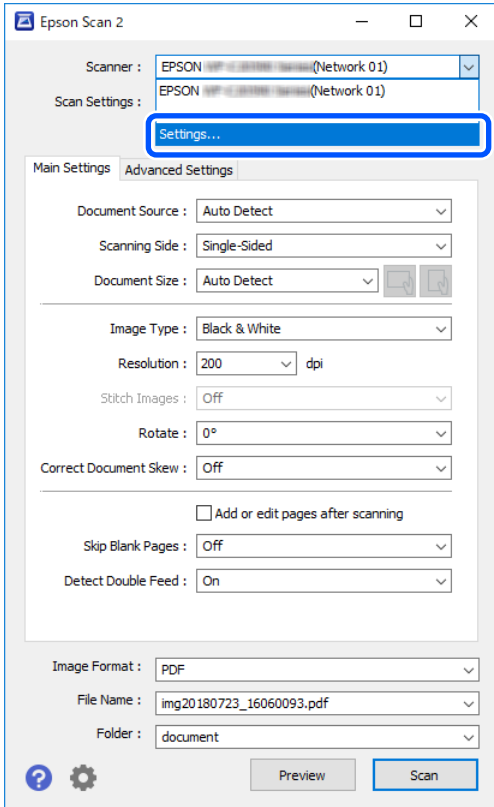 Epson Scan 2
Scanner : EPSON (Network 01)
EPSON (Network 01)
Scan Settings :
Settings...
Main Settings Advanced Settings
Document Source : Auto Detect
Scanning Side : Single-Sided
Document Size : Auto Detect
Image Type : Black & White
Resolution : 200 dpi
Stitch Images : Off
Rotate : 0°
Correct Document Skew : Off
Add or edit pages after scanning
Skip Blank Pages : Off
Detect Double Feed : On
Image Format : PDF
File Name : img20180723_16060093.pdf
Folder : document
? Preview Scan